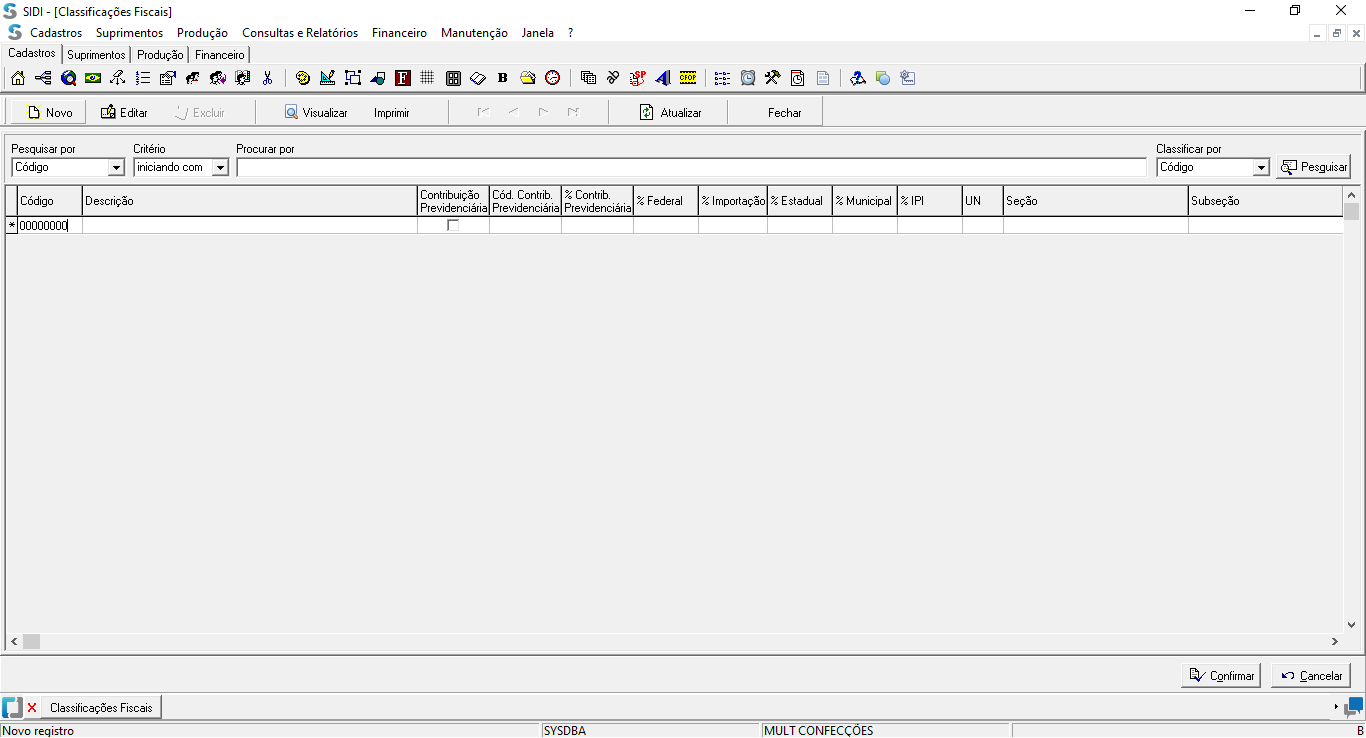 SIDI - [Classificações Fiscais]
Cadastros Suprimentos Produção Consultas e Relatórios Financeiro Manutenção Janela ?
Cadastros Suprimentos Produção Financeiro
F B SP CFOP
Novo Editar Excluir Visualizar Imprimir Atualizar Fechar
Pesquisar por Critério Procurar por Classificar por
Código iniciando com Código Pesquisar
Código Descrição Contribuição Previdenciária Cód. Contrib. Previdenciária % Contrib. Previdenciária % Federal % Importação % Estadual % Municipal % IPI UN Seção Subseção
* 00000000
Confirmar Cancelar
Classificações Fiscais
Novo registro SYSDBA MULT CONFECÇÕES B